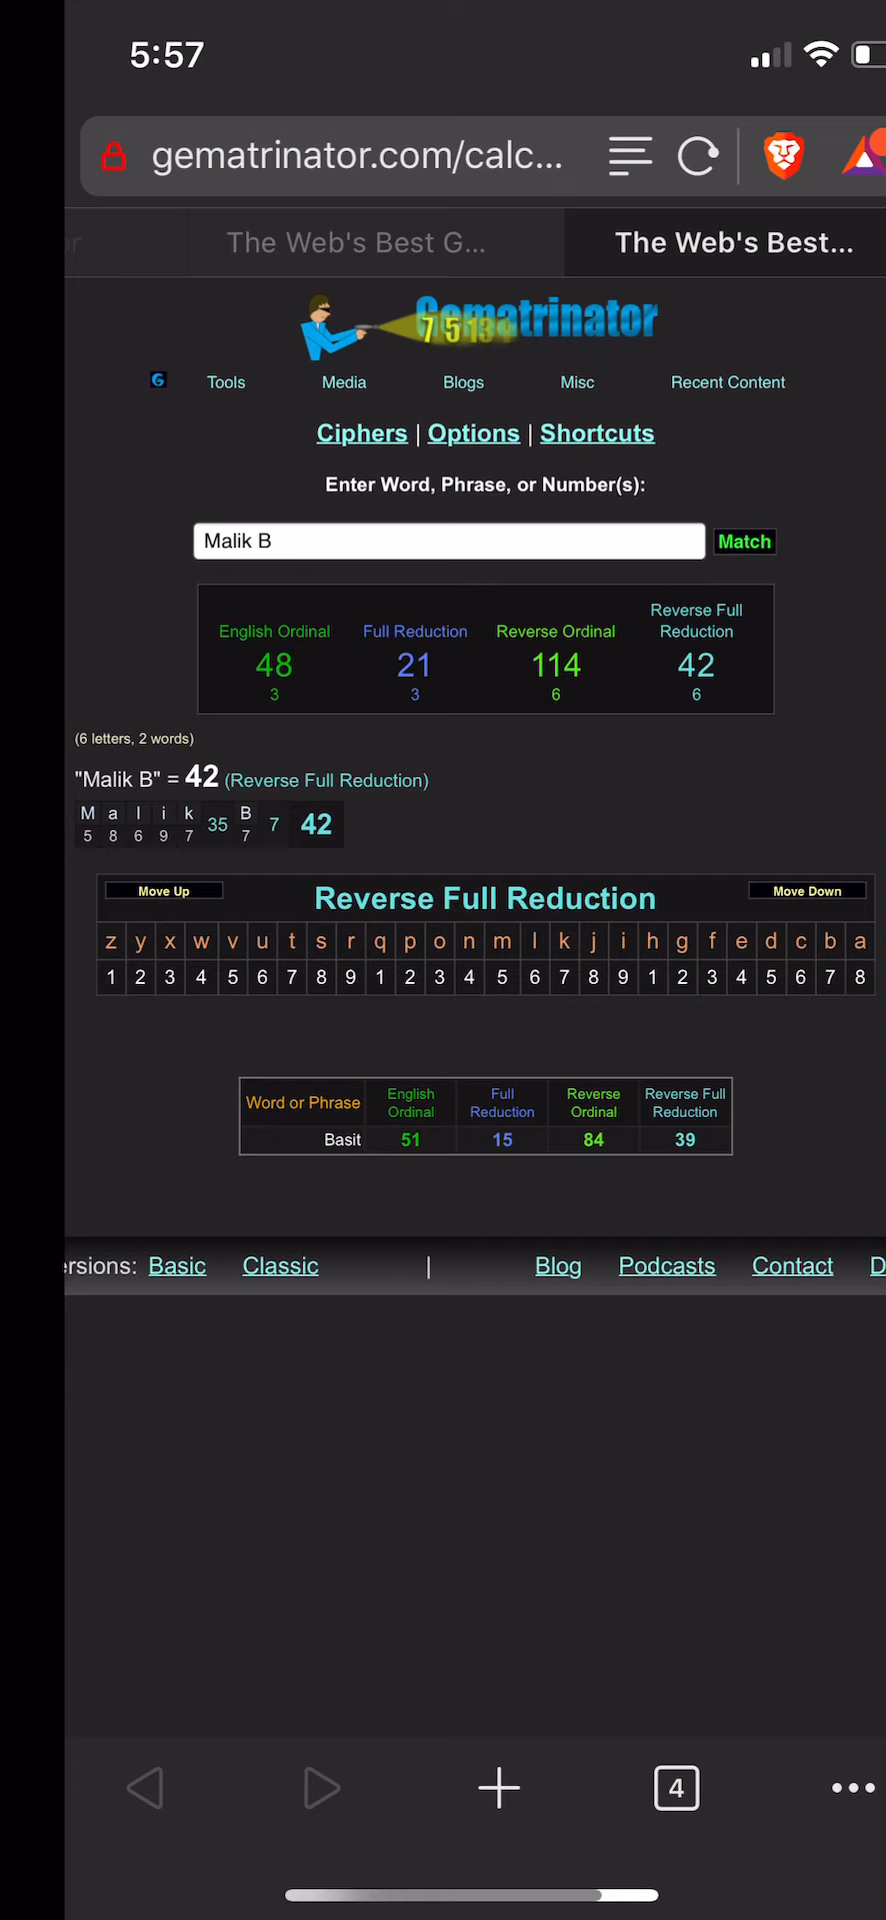 5:57
gematrinator.com/calc...
The Web's Best G... The Web's Best...
Gematrinator
7 5 13
G Tools Media Blogs Misc Recent Content
Ciphers | Options | Shortcuts
Enter Word, Phrase, or Number(s):
Malik B Match
English Ordinal Full Reduction Reverse Ordinal Reverse Full Reduction
48 21 114 42
3 3 6 6
(6 letters, 2 words)
"Malik B" = 42 (Reverse Full Reduction)
M a l i k 35 B 7 42
5 8 6 9 7 7
Move Up Reverse Full Reduction Move Down
z y x w v u t s r q p o n m l k j i h g f e d c b a
1 2 3 4 5 6 7 8 9 1 2 3 4 5 6 7 8 9 1 2 3 4 5 6 7 8
Word or Phrase English Ordinal Full Reduction Reverse Ordinal Reverse Full Reduction
Basit 51 15 84 39
ersions: Basic Classic | Blog Podcasts Contact D
4